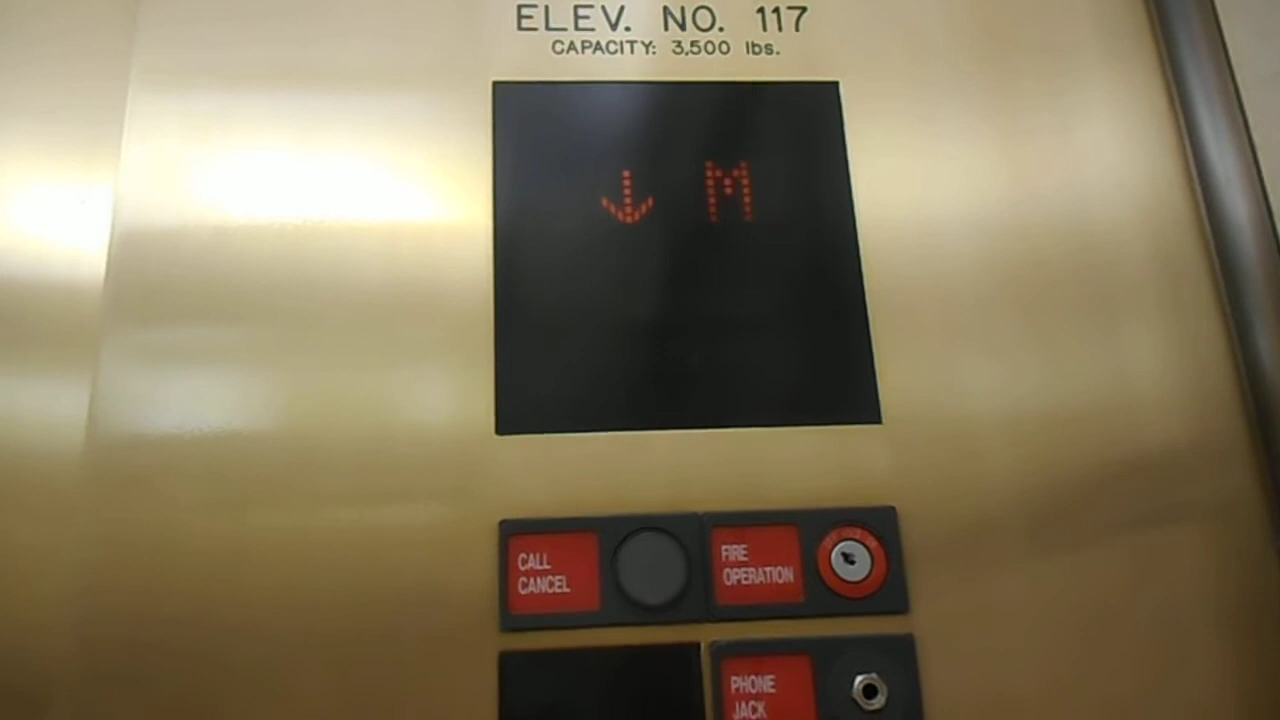 ELEV. NO. 117
CAPACITY: 3,500 lbs.
↓ M
CALL
CANCEL
FIRE
OPERATION
PHONE
JACK